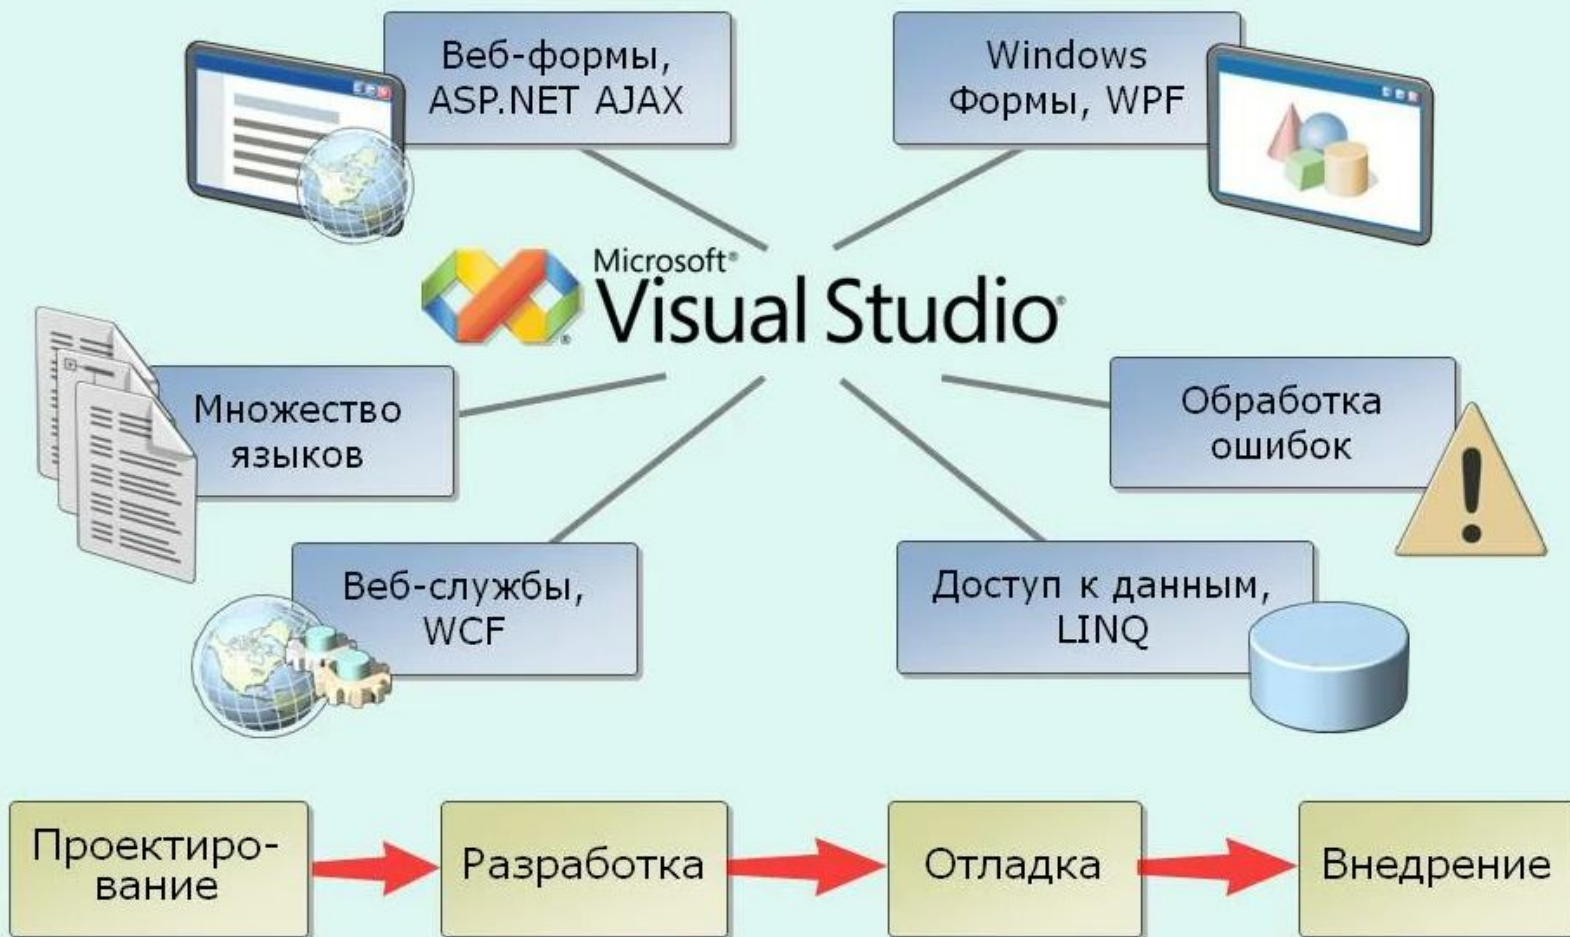 Веб-формы,
ASP.NET AJAX
Windows
Формы, WPF
Microsoft®
Visual Studio®
Множество
языков
Обработка
ошибок
Веб-службы,
WCF
Доступ к данным,
LINQ
Проектиро-
вание
Разработка
Отладка
Внедрение